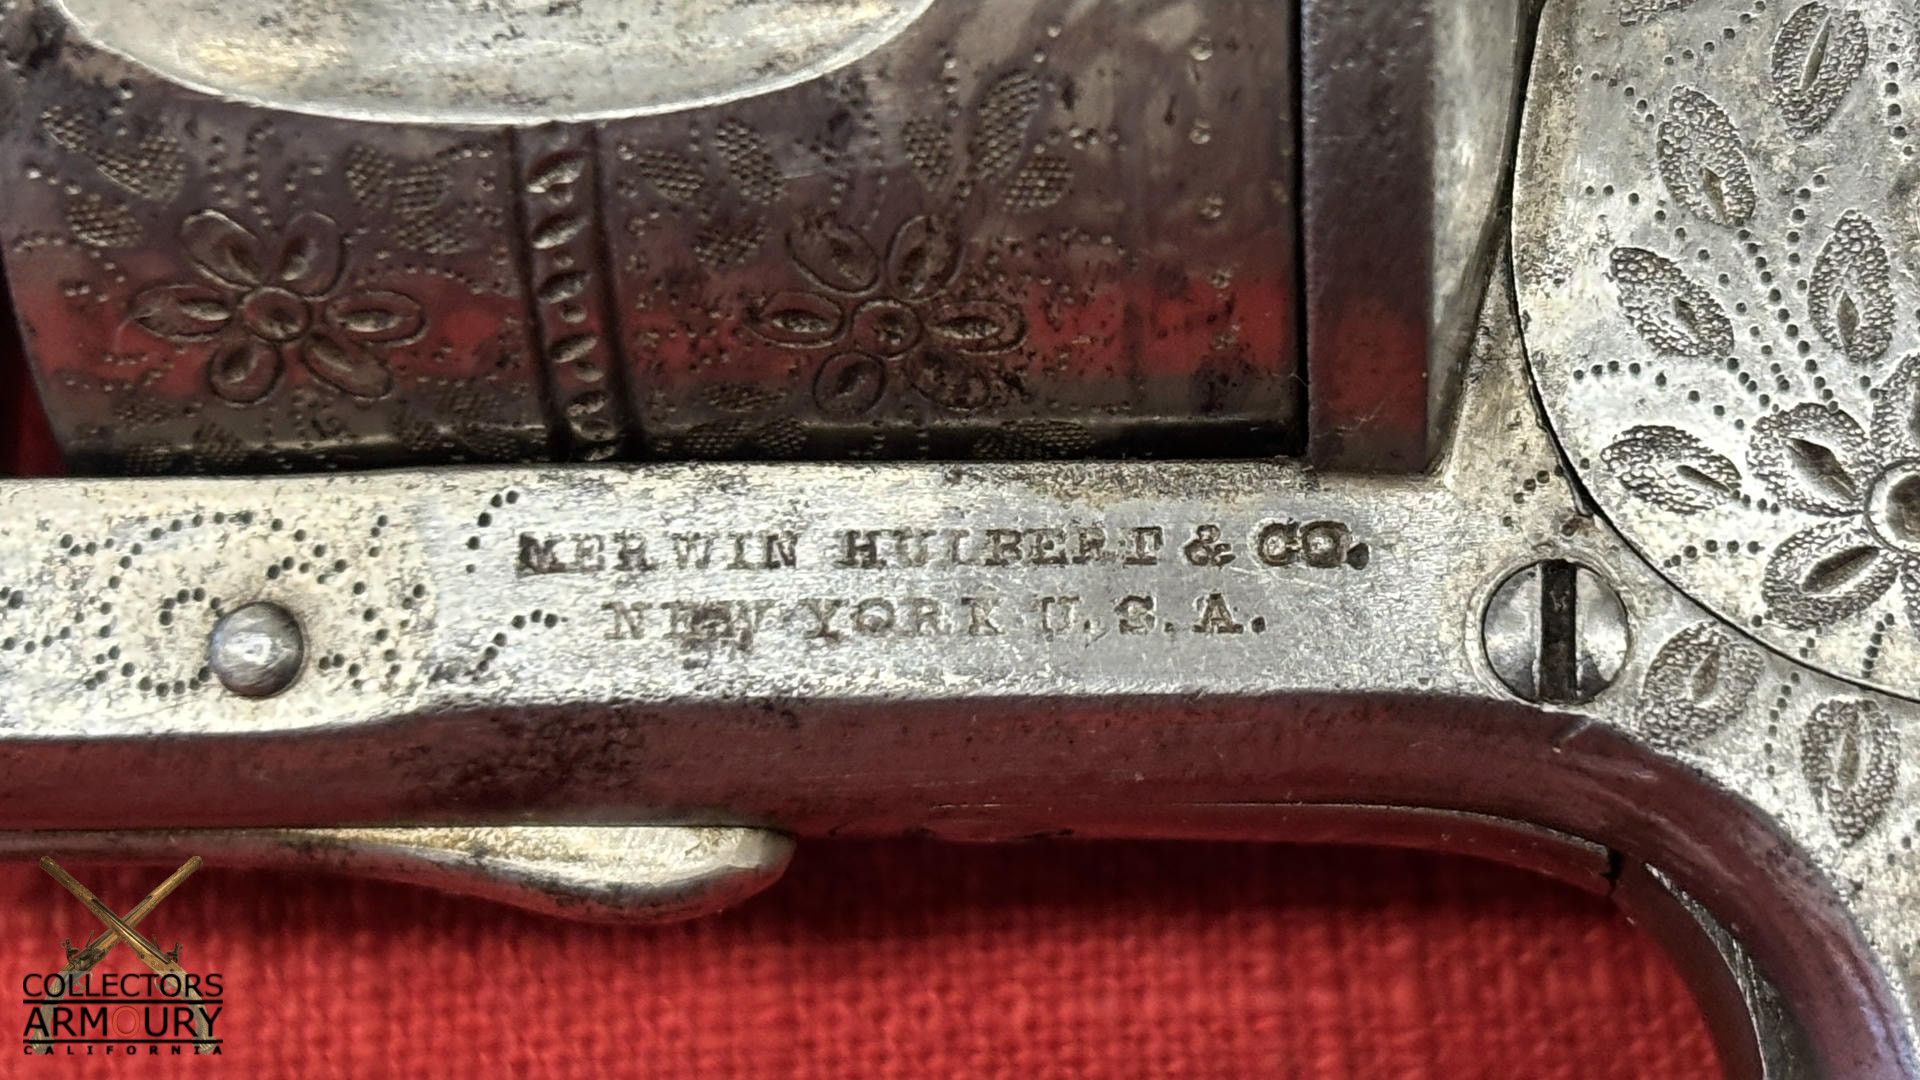 MERWIN HULBERT & CO.
NEW YORK U.S.A.
COLLECTORS
ARMOURY
CALIFORNIA